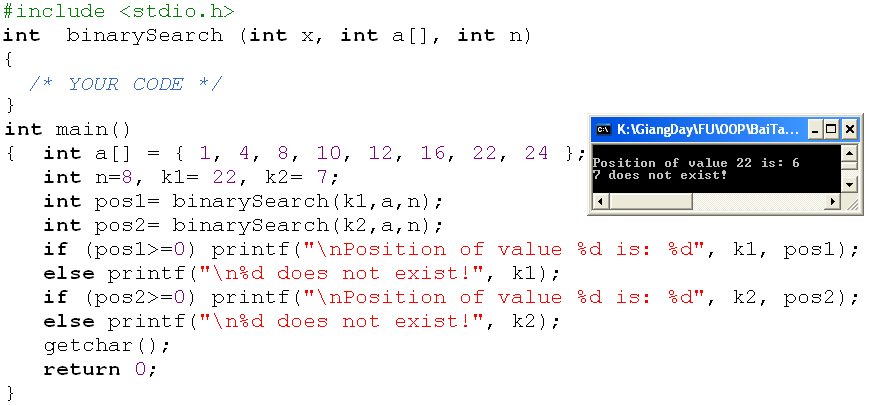 #include <stdio.h>
int  binarySearch (int x, int a[], int n)
{
  /* YOUR CODE */
}
int main()
{  int a[] = { 1, 4, 8, 10, 12, 16, 22, 24 };
   int n=8, k1= 22, k2= 7;
   int pos1= binarySearch(k1,a,n);
   int pos2= binarySearch(k2,a,n);
   if (pos1>=0) printf("\nPosition of value %d is: %d", k1, pos1);
   else printf("\n%d does not exist!", k1);
   if (pos2>=0) printf("\nPosition of value %d is: %d", k2, pos2);
   else printf("\n%d does not exist!", k2);
   getchar();
   return 0;
}
K:\GiangDay\FU\OOP\BaiTa...
Position of value 22 is: 6
7 does not exist!